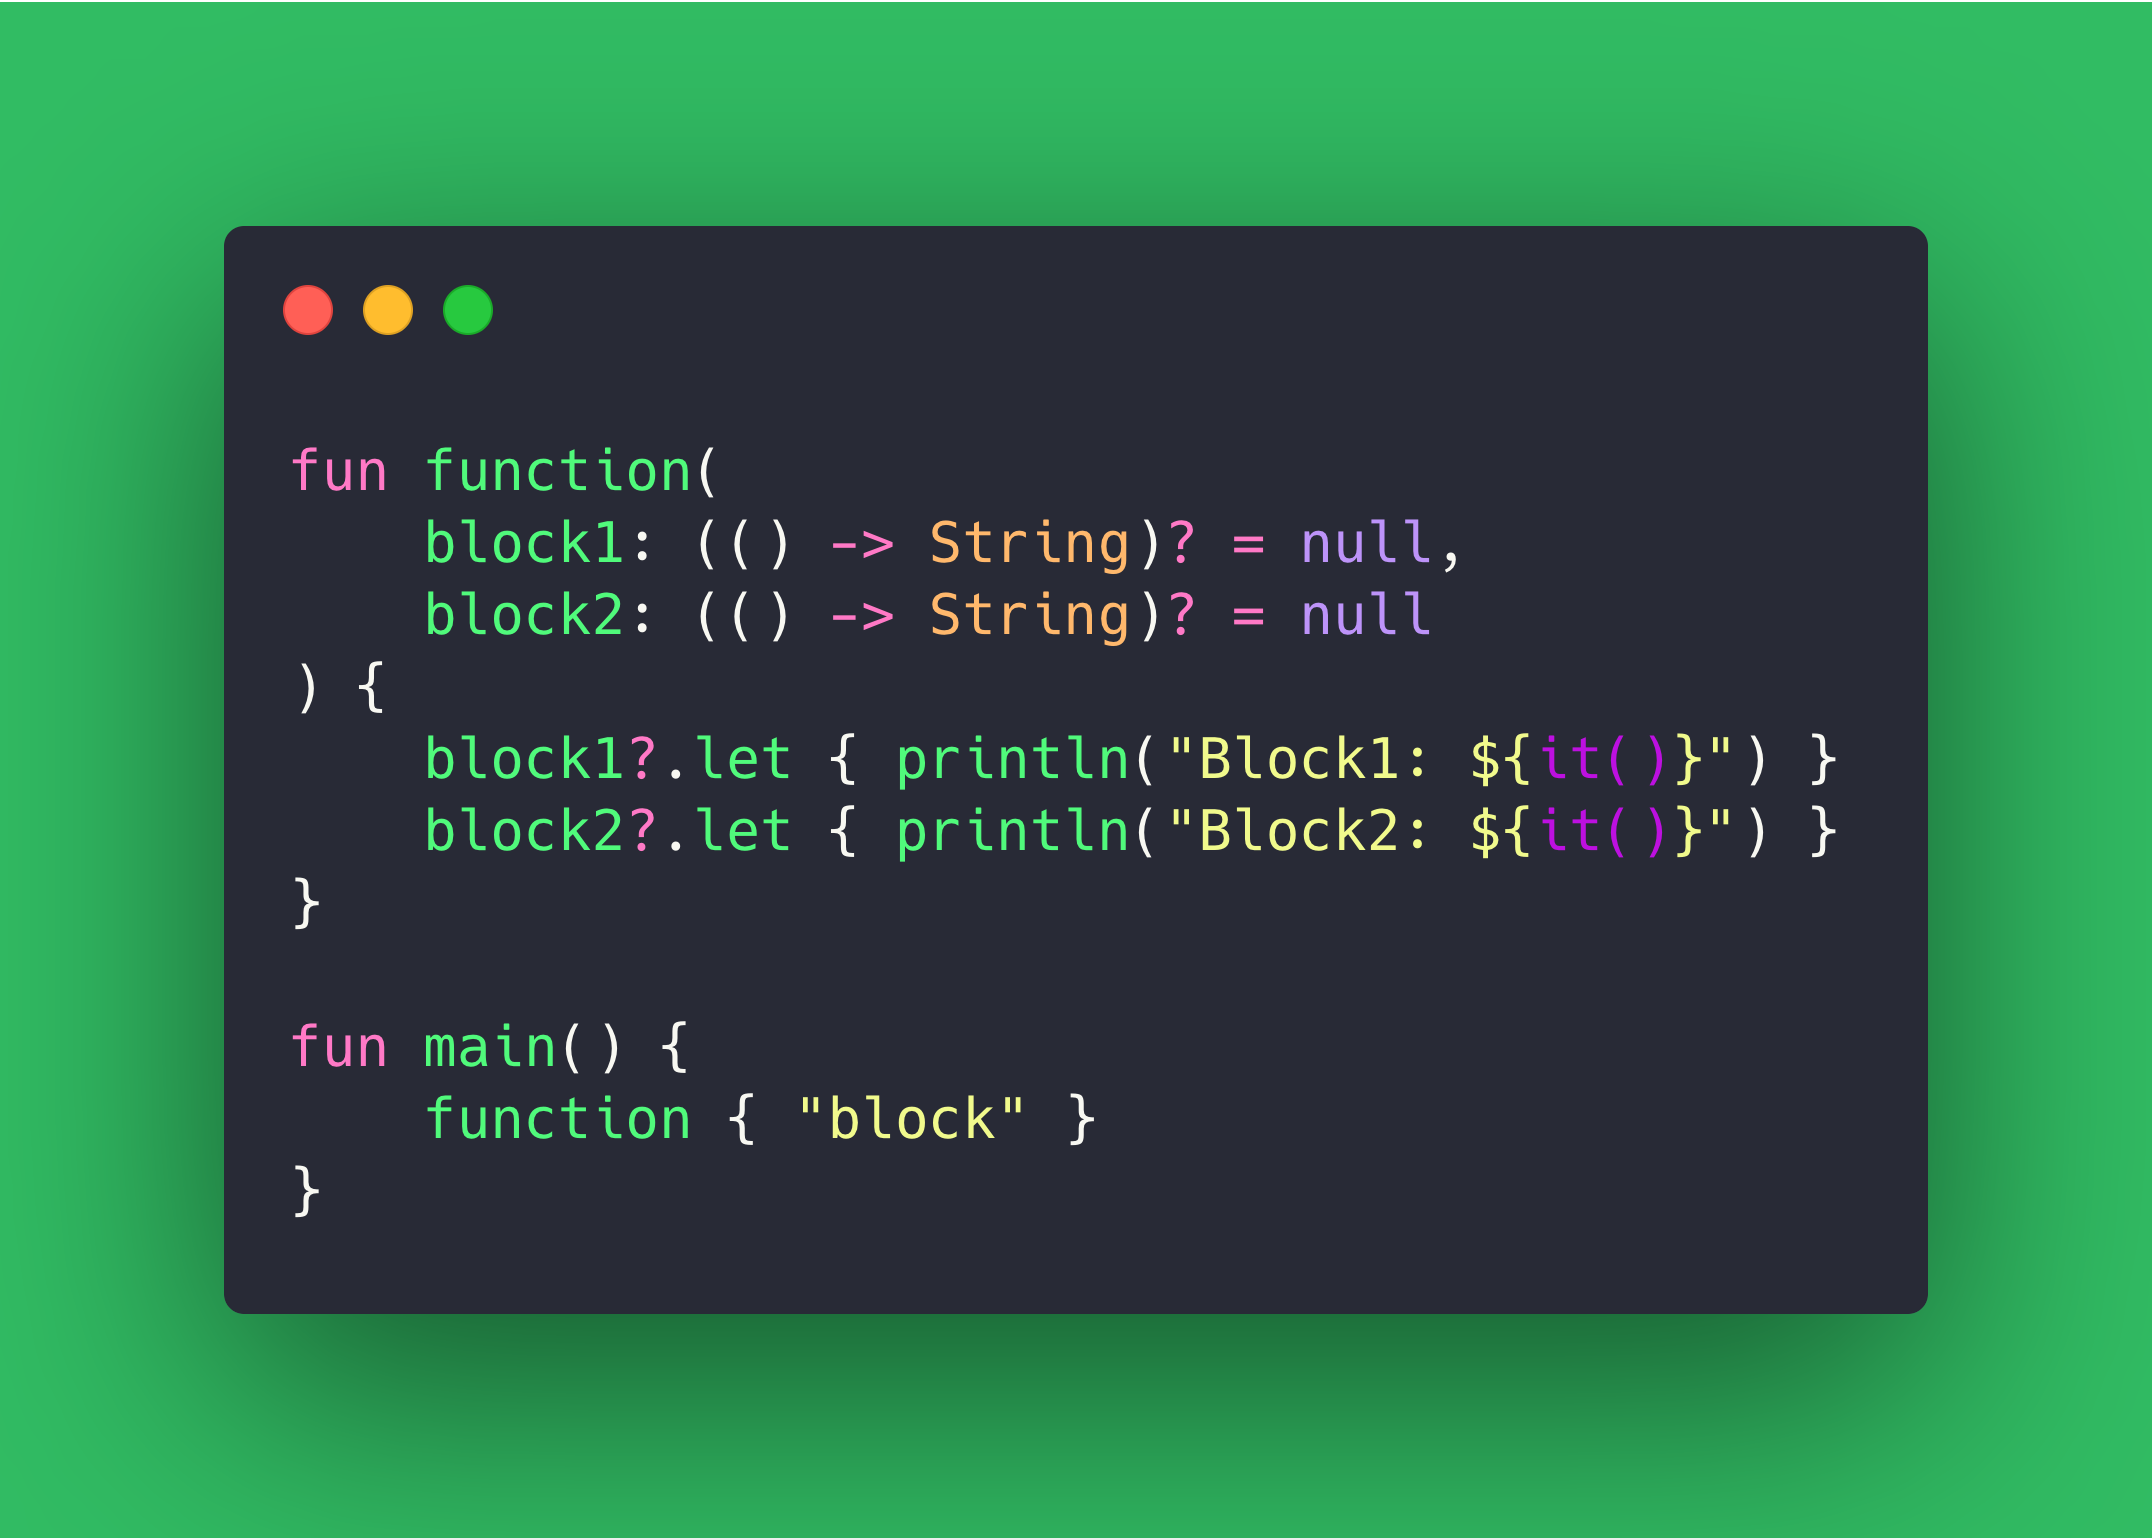 fun function(
    block1: (() -> String)? = null,
    block2: (() -> String)? = null
) {
    block1?.let { println("Block1: ${it()}") }
    block2?.let { println("Block2: ${it()}") }
}

fun main() {
    function { "block" }
}